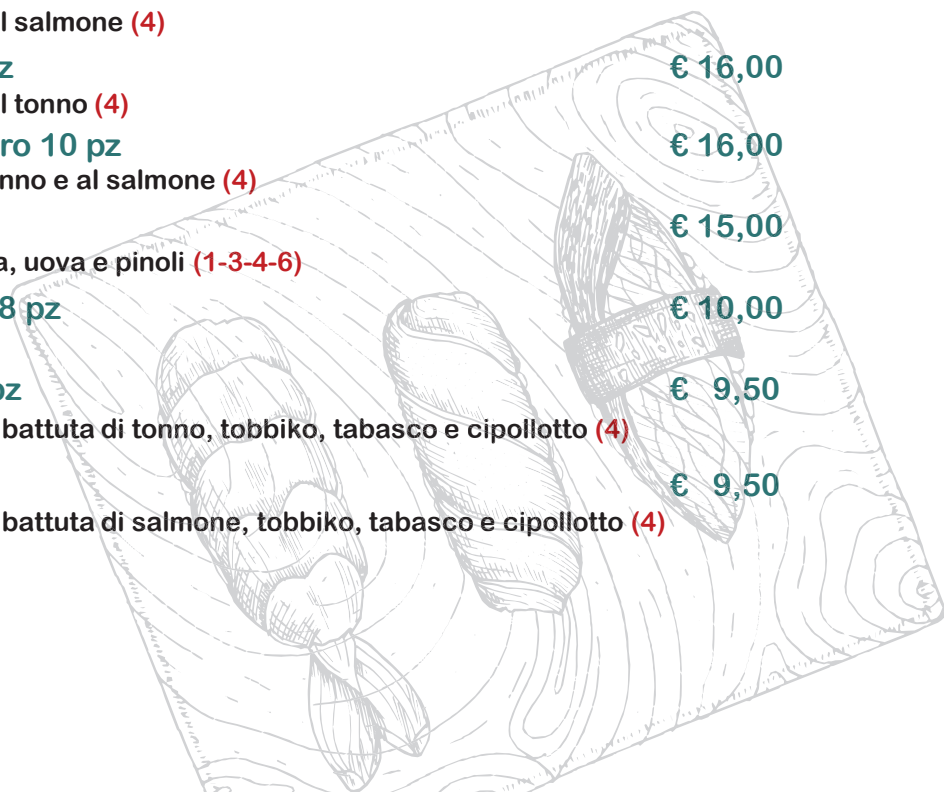 l salmone (4)
z € 16,00
l tonno (4)
ro 10 pz € 16,00
nno e al salmone (4)
€ 15,00
a, uova e pinoli (1-3-4-6)
8 pz € 10,00
oz € 9,50
battuta di tonno, tobbiko, tabasco e cipollotto (4)
€ 9,50
battuta di salmone, tobbiko, tabasco e cipollotto (4)